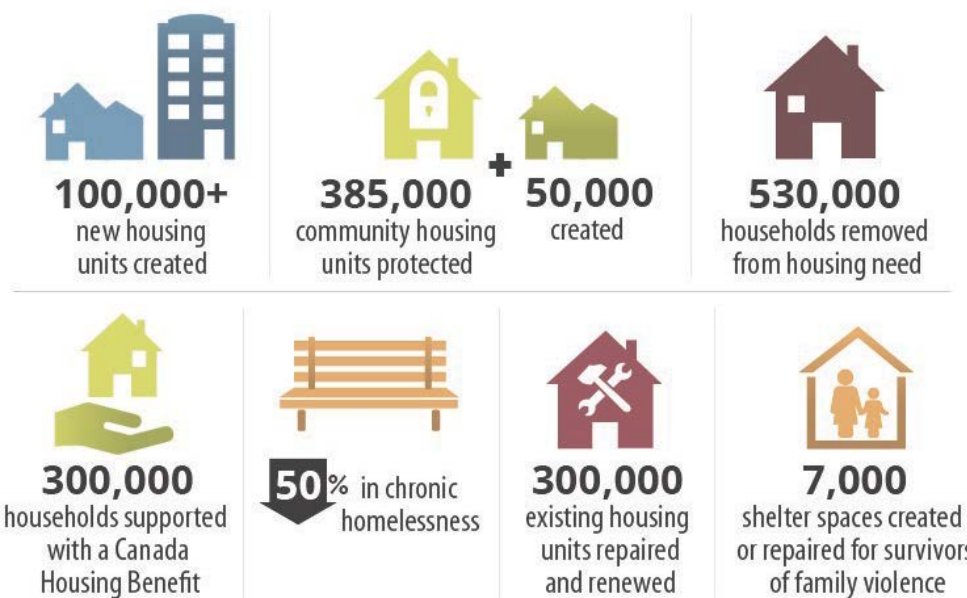 100,000+
new housing
units created
385,000
community housing
units protected
+
50,000
created
530,000
households removed
from housing need
300,000
households supported
with a Canada
Housing Benefit
50% in chronic
homelessness
300,000
existing housing
units repaired
and renewed
7,000
shelter spaces created
or repaired for survivors
of family violence